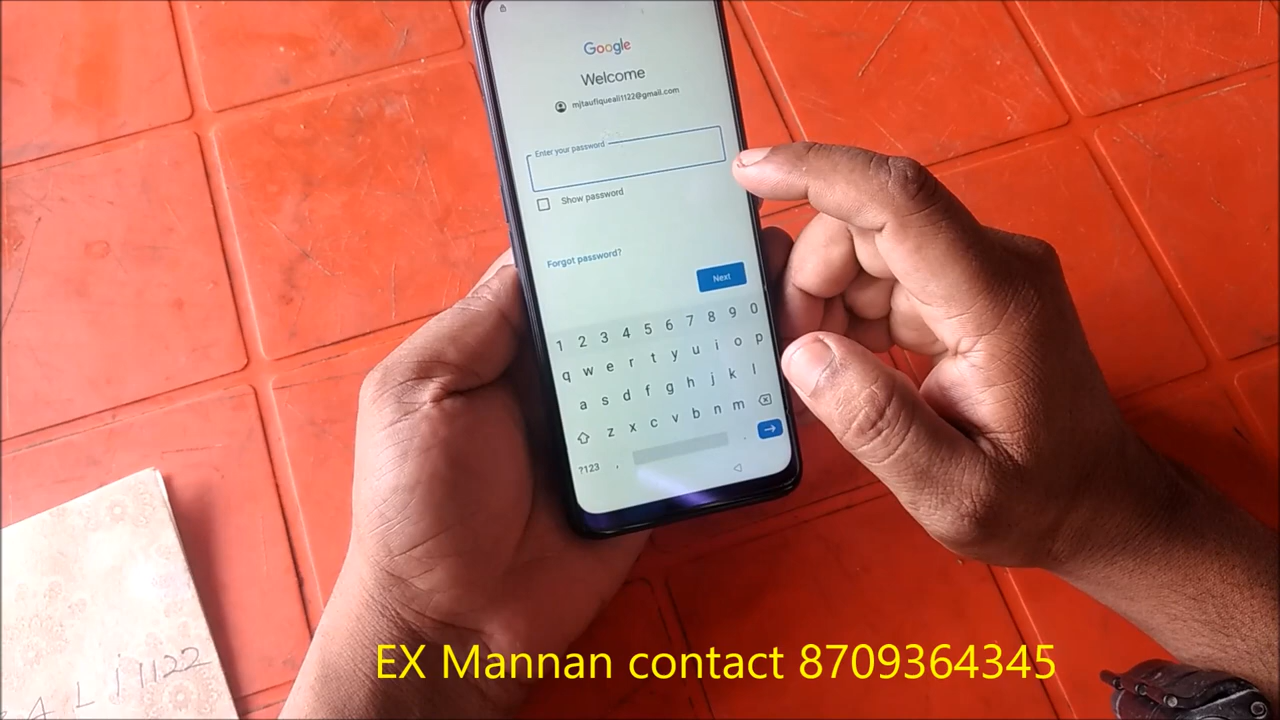 Google
Welcome
mjtaufiqueali1122@gmail.com
Enter your password
Show password
Forgot password?
Next
1 2 3 4 5 6 7 8 9 0
q w e r t y u i o p
a s d f g h j k l
z x c v b n m
?123 , .
ALi1122
EX Mannan contact 8709364345